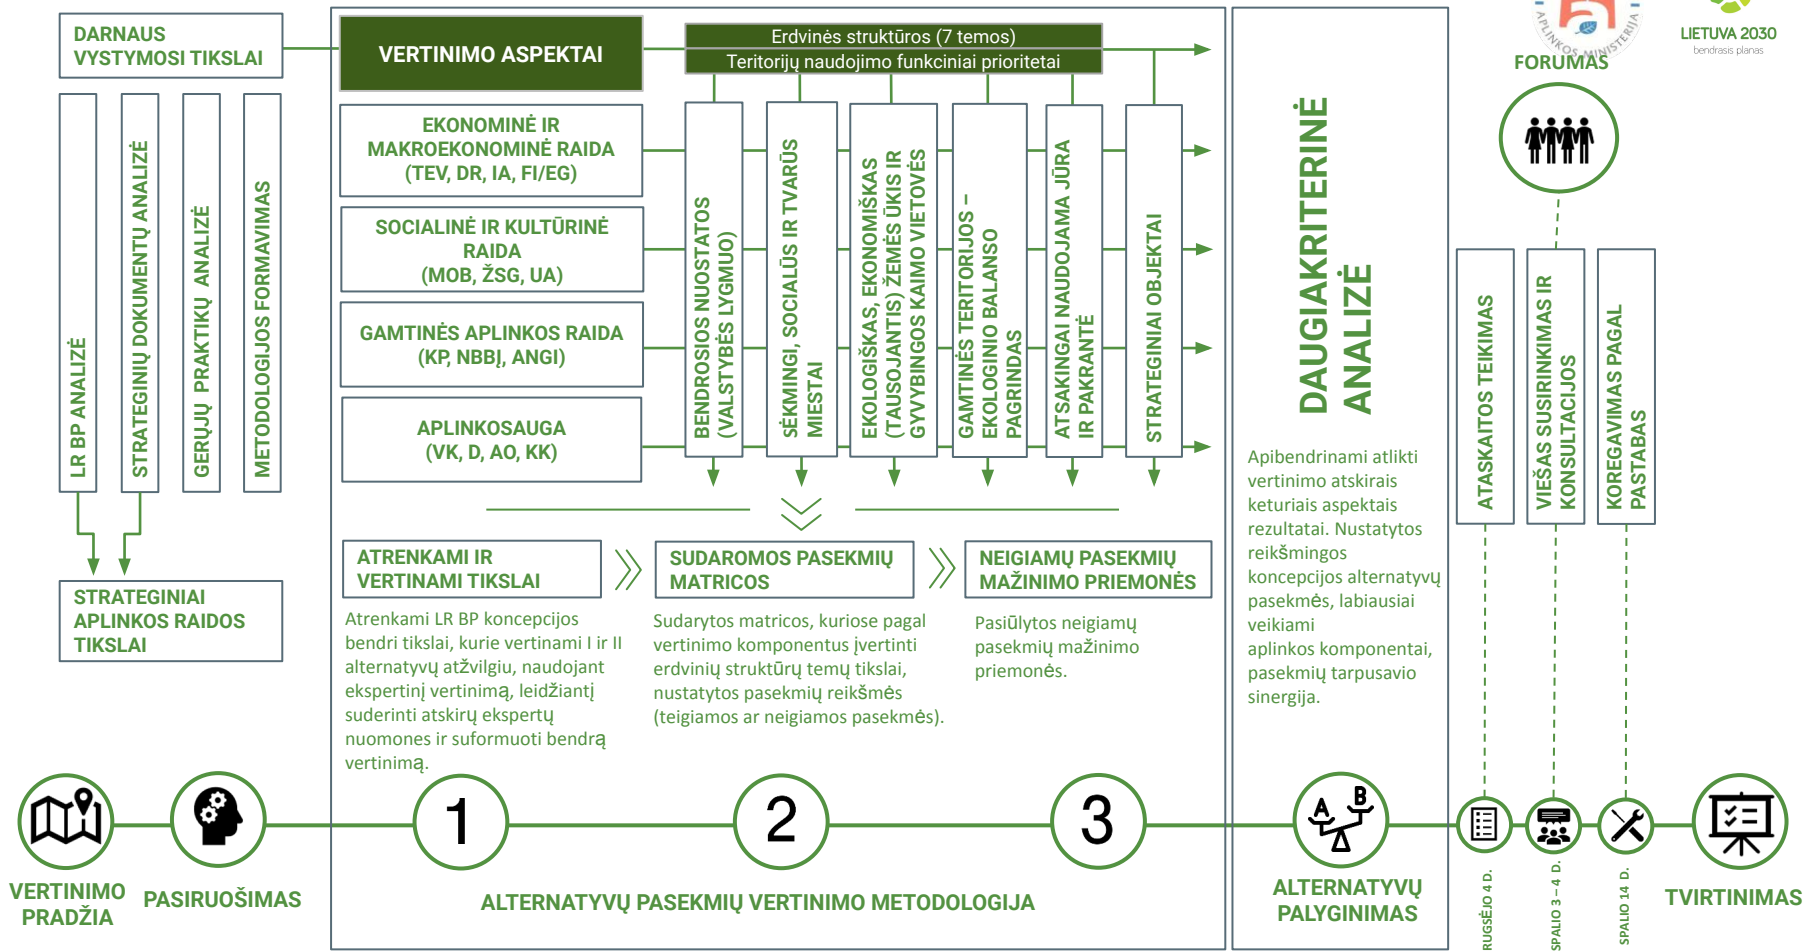 DARNAUS
VYSTYMOSI TIKSLAI
LR BP ANALIZĖ
STRATEGINIŲ DOKUMENTŲ ANALIZĖ
GERŲJŲ PRAKTIKŲ ANALIZĖ
METODOLOGIJOS FORMAVIMAS
STRATEGINIAI
APLINKOS RAIDOS
TIKSLAI
VERTINIMO ASPEKTAI
Erdvinės struktūros (7 temos)
Teritorijų naudojimo funkciniai prioritetai
EKONOMINĖ IR
MAKROEKONOMINĖ RAIDA
(TEV, DR, IA, FI/EG)
SOCIALINĖ IR KULTŪRINĖ
RAIDA
(MOB, ŽSG, UA)
GAMTINĖS APLINKOS RAIDA
(KP, NBBĮ, ANGI)
APLINKOSAUGA
(VK, D, AO, KK)
BENDROSIOS NUOSTATOS
(VALSTYBĖS LYGMUO)
SĖKMINGI, SOCIALŪS IR TVARŪS
MIESTAI
EKOLOGIŠKAS, EKONOMIŠKAS
(TAUSOJANTIS) ŽEMĖS ŪKIS IR
GYVYBINGOS KAIMO VIETOVĖS
GAMTINĖS TERITORIJOS –
EKOLOGINIO BALANSO
PAGRINDAS
ATSAKINGAI NAUDOJAMA JŪRA
IR PAKRANTĖ
STRATEGINIAI OBJEKTAI
ATRENKAMI IR
VERTINAMI TIKSLAI
Atrenkami LR BP koncepcijos
bendri tikslai, kurie vertinami I ir II
alternatyvų atžvilgiu, naudojant
ekspertinį vertinimą, leidžiantį
suderinti atskirų ekspertų
nuomones ir suformuoti bendrą
vertinimą.
SUDAROMOS PASEKMIŲ
MATRICOS
Sudarytos matricos, kuriose pagal
vertinimo komponentus įvertinti
erdvinių struktūrų temų tikslai,
nustatytos pasekmių reikšmės
(teigiamos ar neigiamos pasekmės).
NEIGIAMŲ PASEKMIŲ
MAŽINIMO PRIEMONĖS
Pasiūlytos neigiamų
pasekmių mažinimo
priemonės.
DAUGIAKRITERINĖ
ANALIZĖ
Apibendrinami atlikti
vertinimo atskirais
keturiais aspektais
rezultatai. Nustatytos
reikšmingos
koncepcijos alternatyvų
pasekmės, labiausiai
veikiami
aplinkos komponentai,
pasekmių tarpusavio
sinergija.
APLINKOS MINISTERIJA
LIETUVA 2030
bendrasis planas
FORUMAS
ATASKAITOS TEIKIMAS
VIEŠAS SUSIRINKIMAS IR
KONSULTACIJOS
KOREGAVIMAS PAGAL
PASTABAS
1
2
3
A
B
VERTINIMO
PRADŽIA
PASIRUOŠIMAS
ALTERNATYVŲ PASEKMIŲ VERTINIMO METODOLOGIJA
ALTERNATYVŲ
PALYGINIMAS
RUGSĖJO 4 D.
SPALIO 3 – 4 D.
SPALIO 14 D.
TVIRTINIMAS